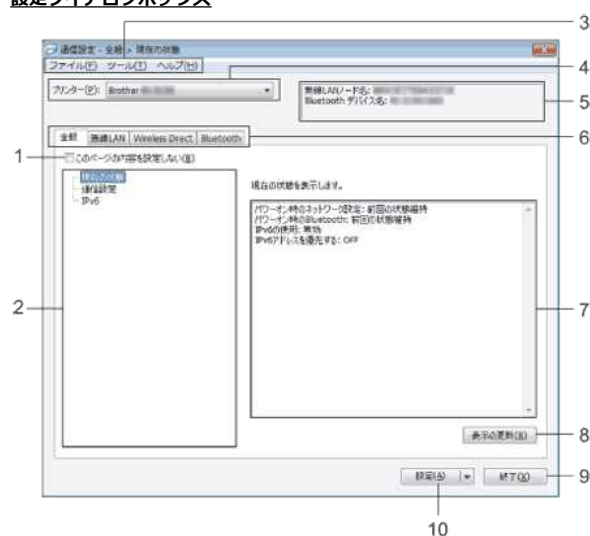 設定ダイアログボックス
3
通信設定 - 全般 > 現在の状態
ファイル(F) ツール(T) ヘルプ(H)
4
プリンター(P): Brother
無線LANノード名:
Bluetooth デバイス名:
5
全般 無線LAN Wireless Direct Bluetooth
6
1
このページの内容を設定しない(B)
現在の状態
通信設定
IPv6
現在の状態を表示します。
パワーオン時のネットワーク設定: 前回の状態維持
パワーオン時のBluetooth: 前回の状態維持
IPv6の使用: 無効
IPv6アドレスを優先する: OFF
2
7
表示の更新(R)
8
設定(A)
終了(X)
9
10